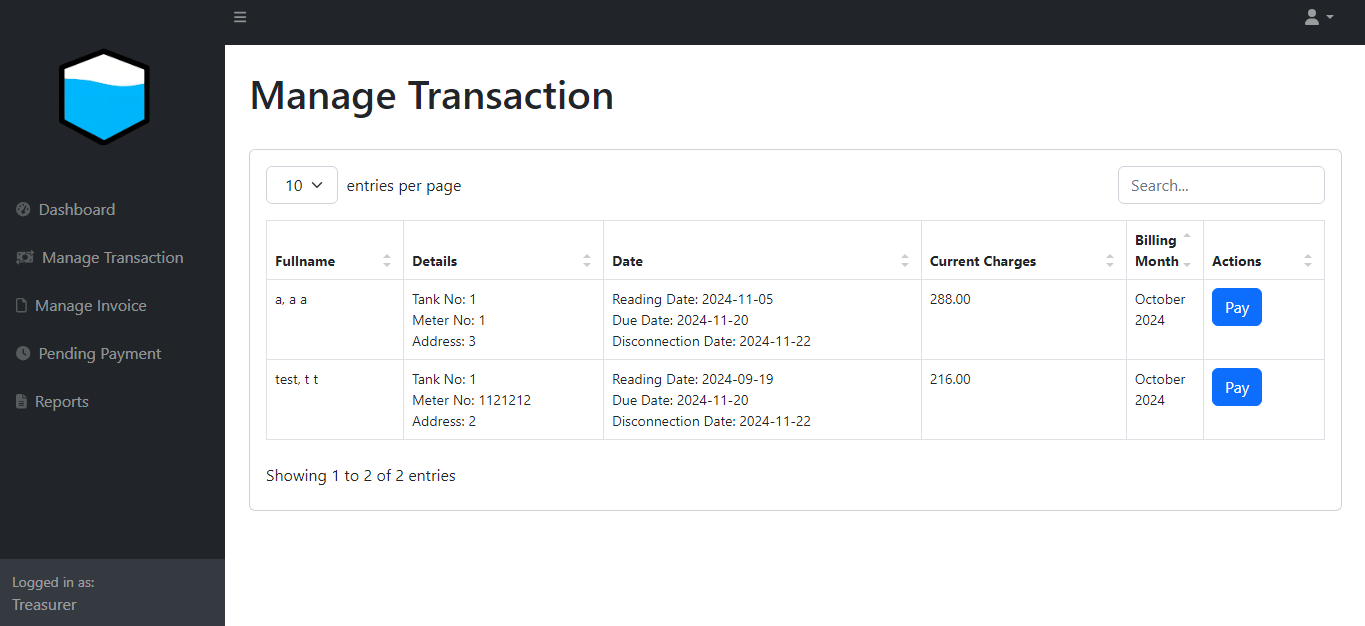 Manage Transaction
Dashboard
Manage Transaction
Manage Invoice
Pending Payment
Reports
Logged in as:
Treasurer
10 entries per page
Search...
Fullname
Details
Date
Current Charges
Billing
Month
Actions
a, a a
Tank No: 1
Meter No: 1
Address: 3
Reading Date: 2024-11-05
Due Date: 2024-11-20
Disconnection Date: 2024-11-22
288.00
October
2024
Pay
test, t t
Tank No: 1
Meter No: 1121212
Address: 2
Reading Date: 2024-09-19
Due Date: 2024-11-20
Disconnection Date: 2024-11-22
216.00
October
2024
Pay
Showing 1 to 2 of 2 entries